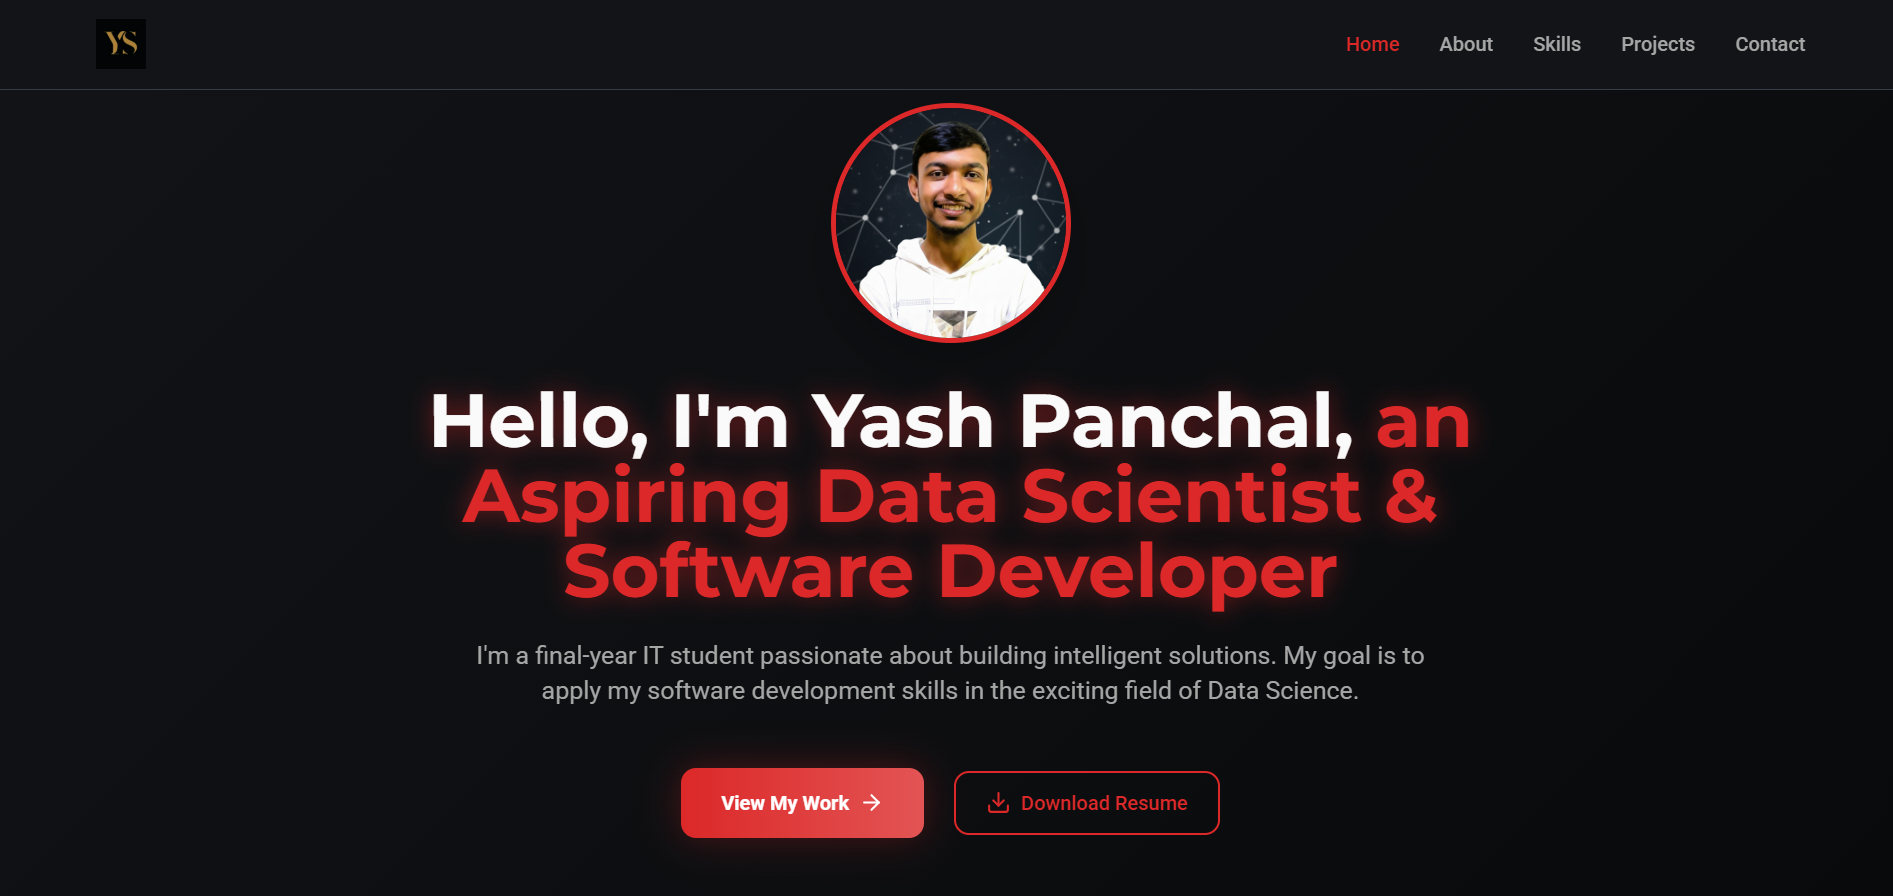 YS
Home
About
Skills
Projects
Contact
Hello, I'm Yash Panchal, an
Aspiring Data Scientist &
Software Developer
I'm a final-year IT student passionate about building intelligent solutions. My goal is to
apply my software development skills in the exciting field of Data Science.
View My Work
Download Resume